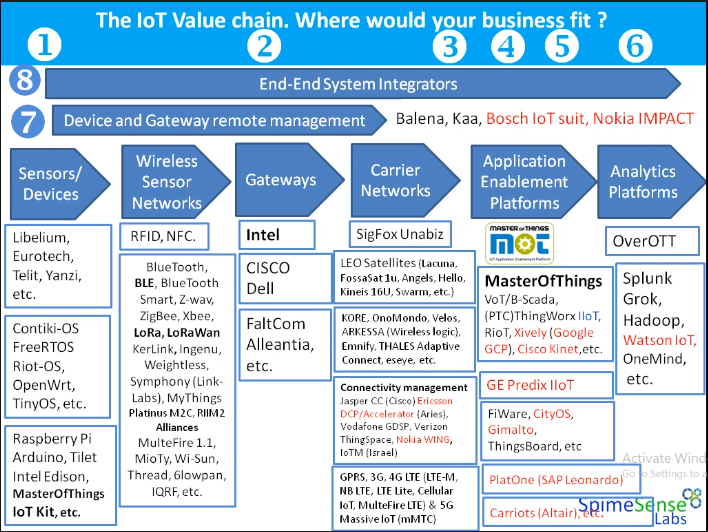 The IoT Value chain. Where would your business fit ?
1
2
3
4
5
6
8
End-End System Integrators
7
Device and Gateway remote management
Balena, Kaa, Bosch IoT suit, Nokia IMPACT
Sensors/
Devices
Wireless
Sensor
Networks
Gateways
Carrier
Networks
Application
Enablement
Platforms
Analytics
Platforms
Libelium,
Eurotech,
Telit, Yanzi,
etc.
Contiki-OS
FreeRTOS
Riot-OS,
OpenWrt,
TinyOS, etc.
Raspberry Pi
Arduino, Tilet
Intel Edison,
MasterOfThings
IoT Kit, etc.
RFID, NFC.
BlueTooth,
BLE, BlueTooth
Smart, Z-wav,
ZigBee, Xbee,
LoRa, LoRaWan
KerLink, Ingenu,
Weightless,
Symphony (Link-
Labs), MyThings
Platinus M2C, RIIM2
Alliances
MulteFire 1.1,
MioTy, Wi-Sun,
Thread, 6lowpan,
IQRF, etc.
Intel
CISCO
Dell
FaltCom
Alleantia,
etc.
SigFox Unabiz
LEO Satellites (Lacuna,
FossaSat 1u, Angels, Hello,
Kineis 16U, Swarm, etc.)
KORE, OnoMondo, Velos,
ARKESSA (Wireless logic),
Emnify, THALES Adaptive
Connect, eseye, etc.
Connectivity management
Jasper CC (Cisco) Ericsson
DCP/Accelerator (Aries),
Vodafone GDSP, Verizon
ThingSpace, Nokia WING,
IoTM (Israel)
GPRS, 3G, 4G LTE (LTE-M,
NB LTE, LTE Lite, Cellular
IoT, MulteFire LTE) & 5G
Massive IoT (mMTC)
MASTER OF THINGS
MOT
IoT Application Enablement Platform
MasterOfThings
VoT/B-Scada,
(PTC)ThingWorx IIoT,
RioT, Xively (Google
GCP), Cisco Kinet,etc.
GE Predix IIoT
FiWare, CityOS,
Gimalto,
ThingsBoard, etc
PlatOne (SAP Leonardo)
Carriots (Altair), etc.
OverOTT
Splunk
Grok,
Hadoop,
Watson IoT,
OneMind,
etc.
Activate Wind
Go to Settings to a
SpimeSense
Labs